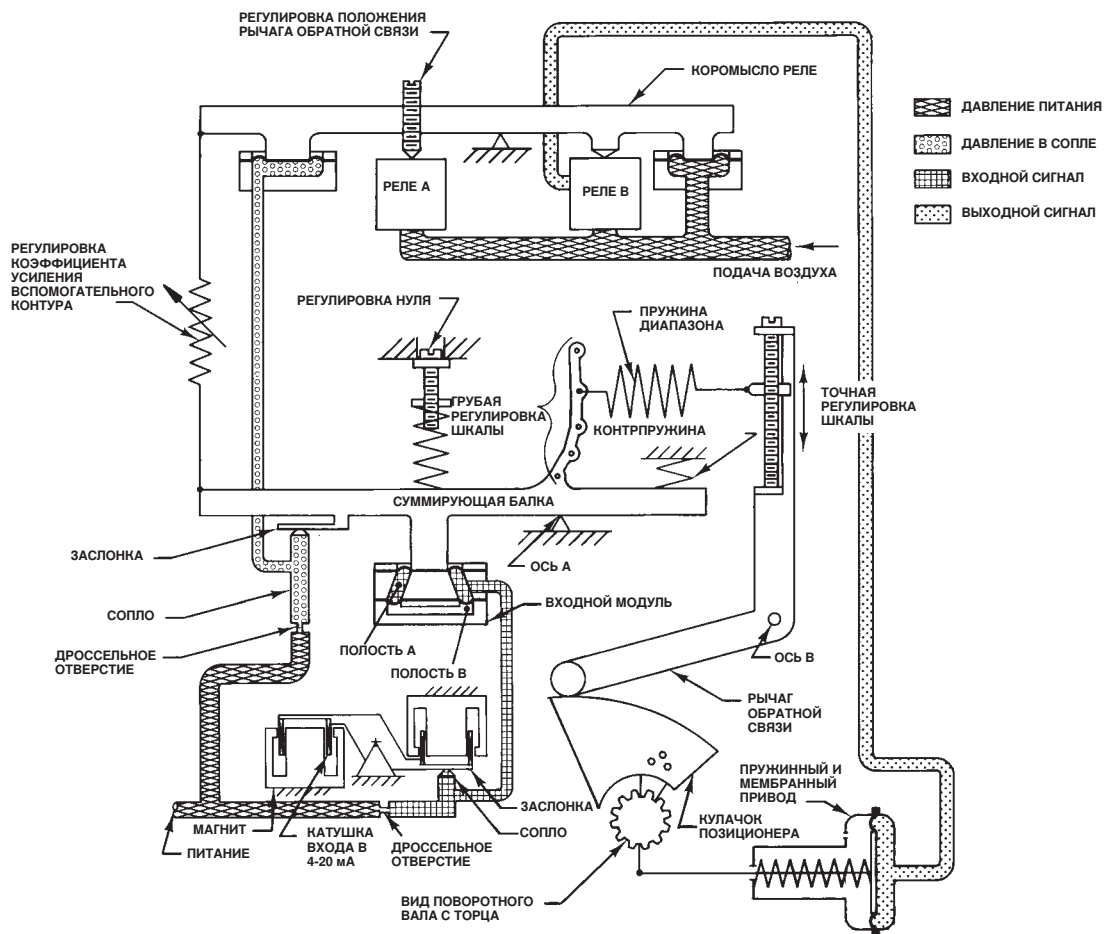 РЕГУЛИРОВКА ПОЛОЖЕНИЯ
РЫЧАГА ОБРАТНОЙ СВЯЗИ
КОРОМЫСЛО РЕЛЕ
ДАВЛЕНИЕ ПИТАНИЯ
ДАВЛЕНИЕ В СОПЛЕ
ВХОДНОЙ СИГНАЛ
ВЫХОДНОЙ СИГНАЛ
РЕЛЕ А
РЕЛЕ В
ПОДАЧА ВОЗДУХА
РЕГУЛИРОВКА
КОЭФФИЦИЕНТА
УСИЛЕНИЯ
ВСПОМОГАТЕЛЬНОГО
КОНТУРА
РЕГУЛИРОВКА НУЛЯ
ПРУЖИНА
ДИАПАЗОНА
ГРУБАЯ
РЕГУЛИРОВКА
ШКАЛЫ
КОНТРПРУЖИНА
ТОЧНАЯ
РЕГУЛИРОВКА
ШКАЛЫ
СУММИРУЮЩАЯ БАЛКА
ЗАСЛОНКА
ОСЬ А
СОПЛО
ВХОДНОЙ МОДУЛЬ
ДРОССЕЛЬНОЕ
ОТВЕРСТИЕ
ПОЛОСТЬ А
ПОЛОСТЬ В
ОСЬ В
РЫЧАГ
ОБРАТНОЙ
СВЯЗИ
ПРУЖИННЫЙ И
МЕМБРАННЫЙ
ПРИВОД
ЗАСЛОНКА
СОПЛО
КУЛАЧОК
ПОЗИЦИОНЕРА
МАГНИТ
ПИТАНИЕ
КАТУШКА
ВХОДА В
4-20 мА
ДРОССЕЛЬНОЕ
ОТВЕРСТИЕ
ВИД ПОВОРОТНОГО
ВАЛА С ТОРЦА